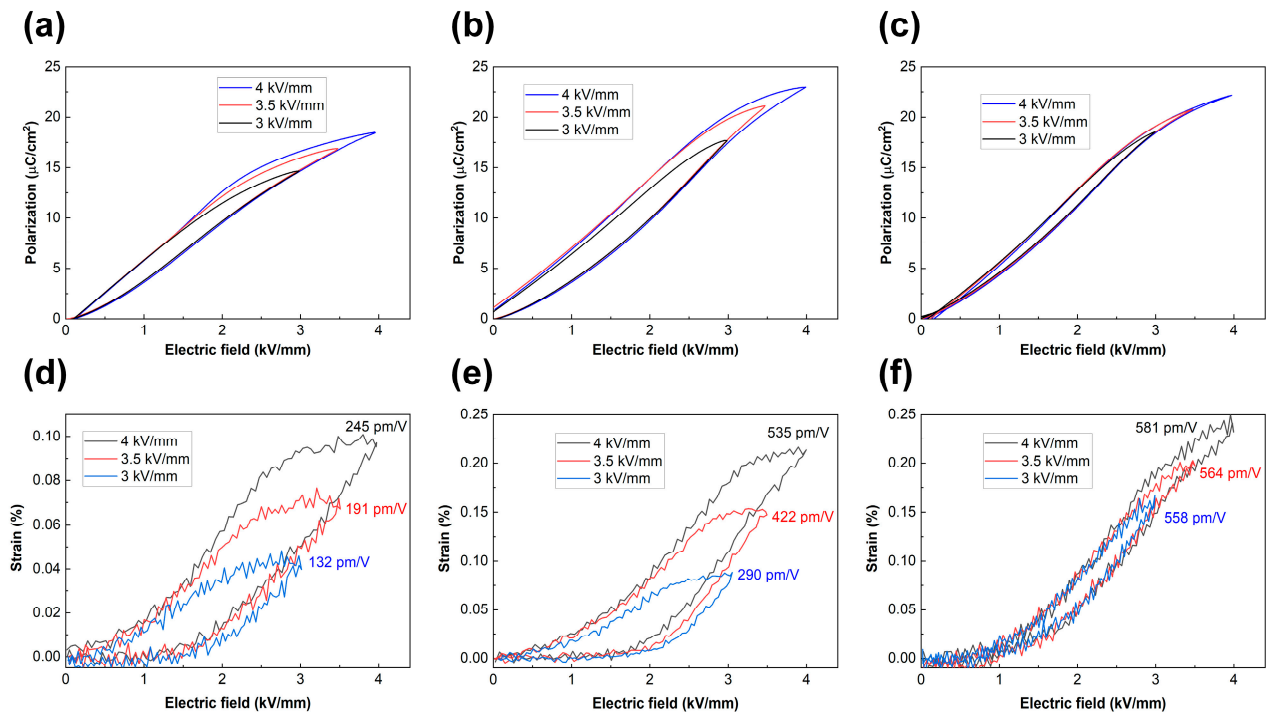 (a)
(b)
(c)
25
20
15
10
5
0
Polarization (μC/cm²)
4 kV/mm
3.5 kV/mm
3 kV/mm
0 1 2 3 4
Electric field (kV/mm)
25
20
15
10
5
0
Polarization (μC/cm²)
4 kV/mm
3.5 kV/mm
3 kV/mm
0 1 2 3 4
Electric field (kV/mm)
25
20
15
10
5
0
Polarization (μC/cm²)
4 kV/mm
3.5 kV/mm
3 kV/mm
0 1 2 3 4
Electric field (kV/mm)
(d)
(e)
(f)
0.10
0.08
0.06
0.04
0.02
0.00
Strain (%)
4 kV/mm
3.5 kV/mm
3 kV/mm
245 pm/V
191 pm/V
132 pm/V
0 1 2 3 4
Electric field (kV/mm)
0.25
0.20
0.15
0.10
0.05
0.00
Strain (%)
4 kV/mm
3.5 kV/mm
3 kV/mm
535 pm/V
422 pm/V
290 pm/V
0 1 2 3 4
Electric field (kV/mm)
0.25
0.20
0.15
0.10
0.05
0.00
Strain (%)
4 kV/mm
3.5 kV/mm
3 kV/mm
581 pm/V
564 pm/V
558 pm/V
0 1 2 3 4
Electric field (kV/mm)